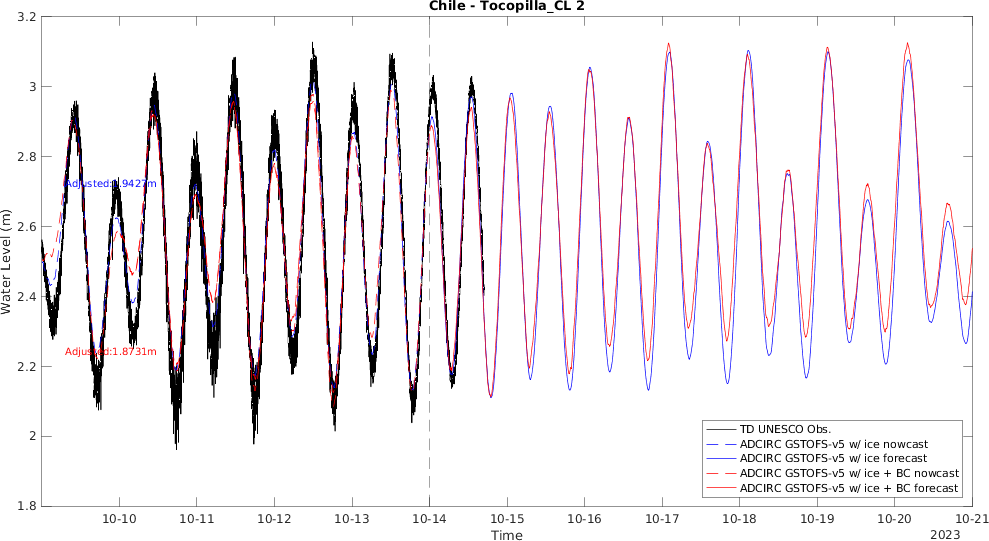 Chile - Tocopilla_CL 2
3.2
3
2.8
2.6
2.4
2.2
2
1.8
Water Level (m)
Adjusted:1.9427m
Adjusted:1.8731m
TD UNESCO Obs.
ADCIRC GSTOFS-v5 w/ ice nowcast
ADCIRC GSTOFS-v5 w/ ice forecast
ADCIRC GSTOFS-v5 w/ ice + BC nowcast
ADCIRC GSTOFS-v5 w/ ice + BC forecast
10-10 10-11 10-12 10-13 10-14 10-15 10-16 10-17 10-18 10-19 10-20 10-21
Time
2023